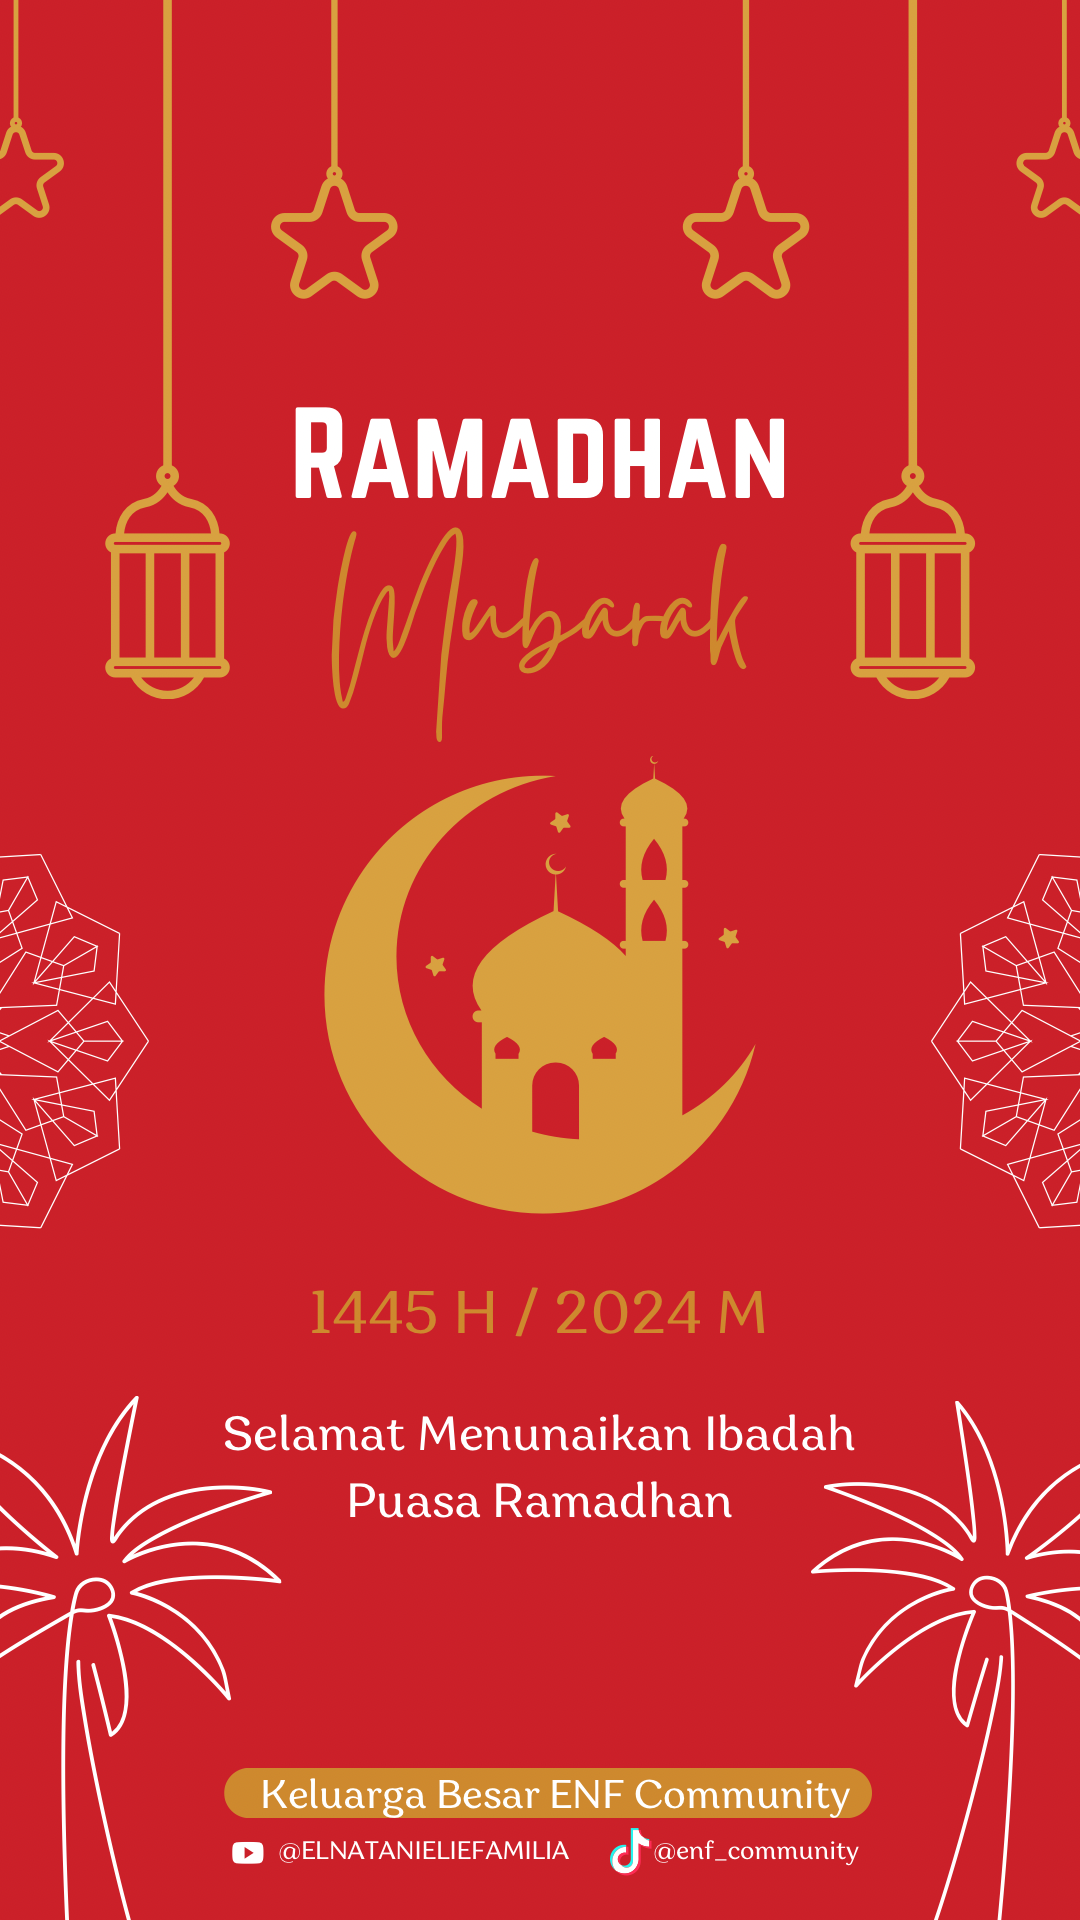 Ramadhan
Mubarak
1445 H / 2024 M
Selamat Menunaikan Ibadah
Puasa Ramadhan
Keluarga Besar ENF Community
@ELNATANIELIEFAMILIA @enf_community